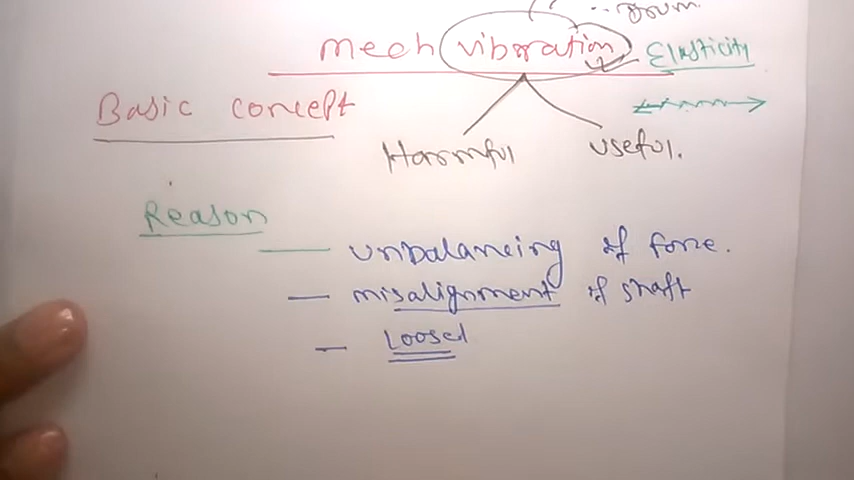 mech vibration Elasticity
Basic concept
Harmful useful.
Reason
— unbalancing of force.
— misalignment of shaft
— Loosed